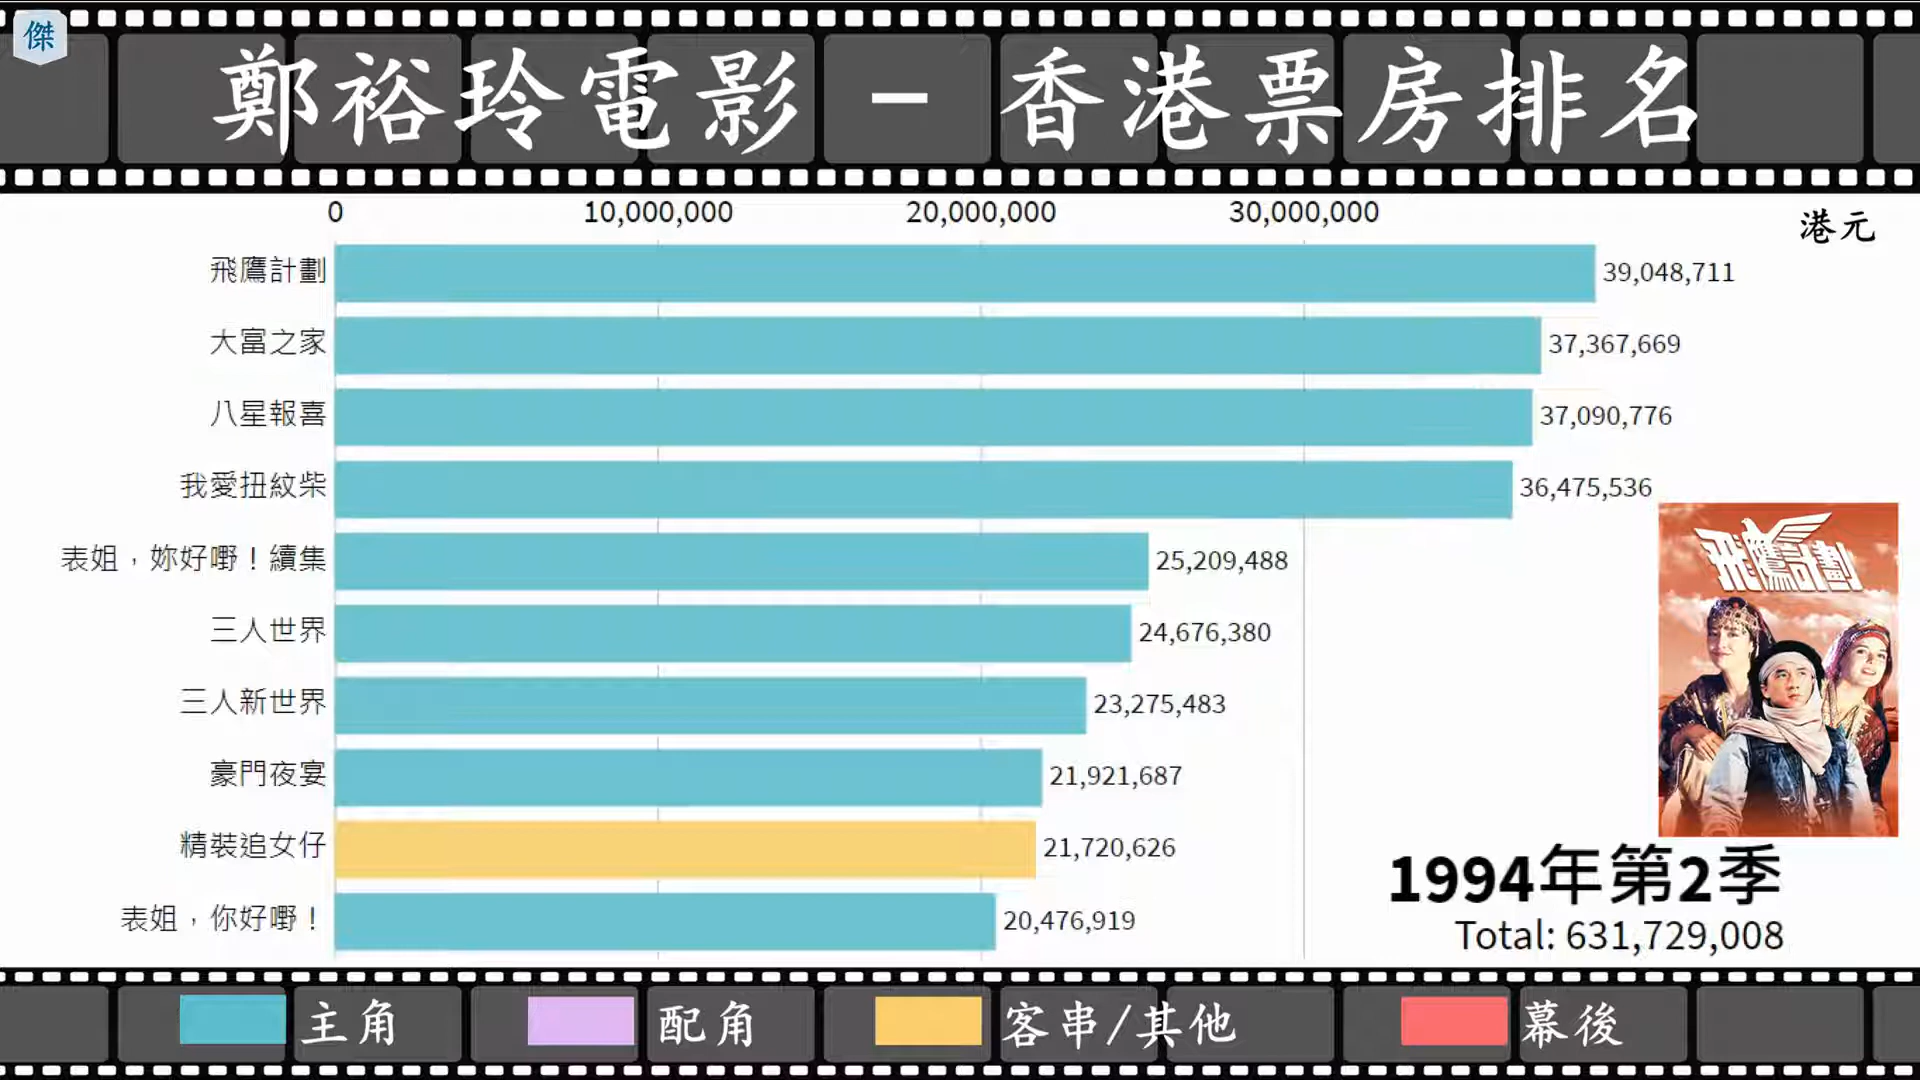 傑
鄭裕玲電影 - 香港票房排名
0 10,000,000 20,000,000 30,000,000
港元
飛鷹計劃 39,048,711
大富之家 37,367,669
八星報喜 37,090,776
我愛扭紋柴 36,475,536
表姐，妳好嘢！續集 25,209,488
三人世界 24,676,380
三人新世界 23,275,483
豪門夜宴 21,921,687
精裝追女仔 21,720,626
表姐，你好嘢！ 20,476,919
飛鷹計劃
1994年第2季
Total: 631,729,008
主角 配角 客串/其他 幕後